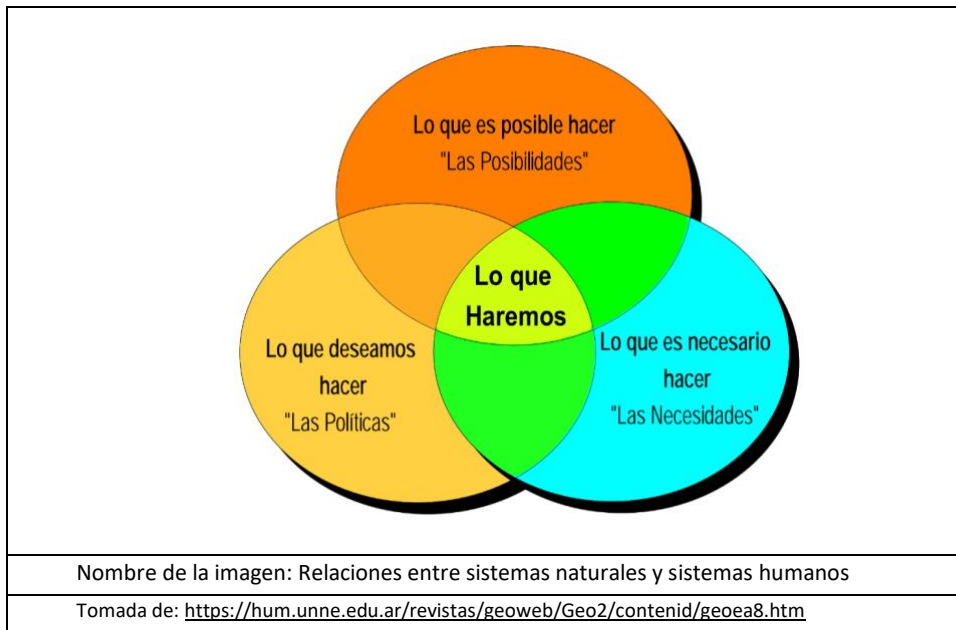 Lo que es posible hacer
"Las Posibilidades"
Lo que
Haremos
Lo que deseamos
hacer
"Las Políticas"
Lo que es necesario
hacer
"Las Necesidades"
Nombre de la imagen: Relaciones entre sistemas naturales y sistemas humanos
Tomada de: https://hum.unne.edu.ar/revistas/geoweb/Geo2/contenid/geoea8.htm